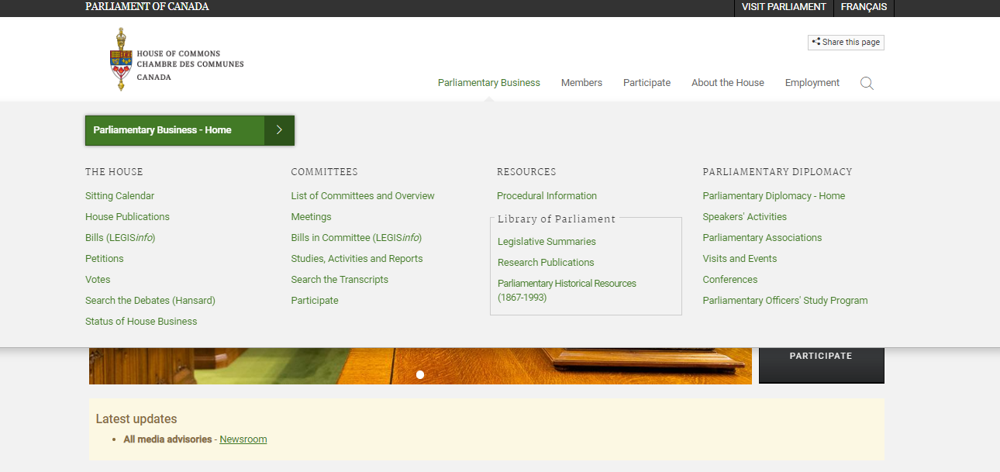 PARLIAMENT OF CANADA
VISIT PARLIAMENT
FRANÇAIS
HOUSE OF COMMONS
CHAMBRE DES COMMUNES
CANADA
Share this page
Parliamentary Business
Members
Participate
About the House
Employment
Parliamentary Business - Home
THE HOUSE
Sitting Calendar
House Publications
Bills (LEGISinfo)
Petitions
Votes
Search the Debates (Hansard)
Status of House Business
COMMITTEES
List of Committees and Overview
Meetings
Bills in Committee (LEGISinfo)
Studies, Activities and Reports
Search the Transcripts
Participate
RESOURCES
Procedural Information
Library of Parliament
Legislative Summaries
Research Publications
Parliamentary Historical Resources
(1867-1993)
PARLIAMENTARY DIPLOMACY
Parliamentary Diplomacy - Home
Speakers' Activities
Parliamentary Associations
Visits and Events
Conferences
Parliamentary Officers' Study Program
PARTICIPATE
Latest updates
• All media advisories - Newsroom